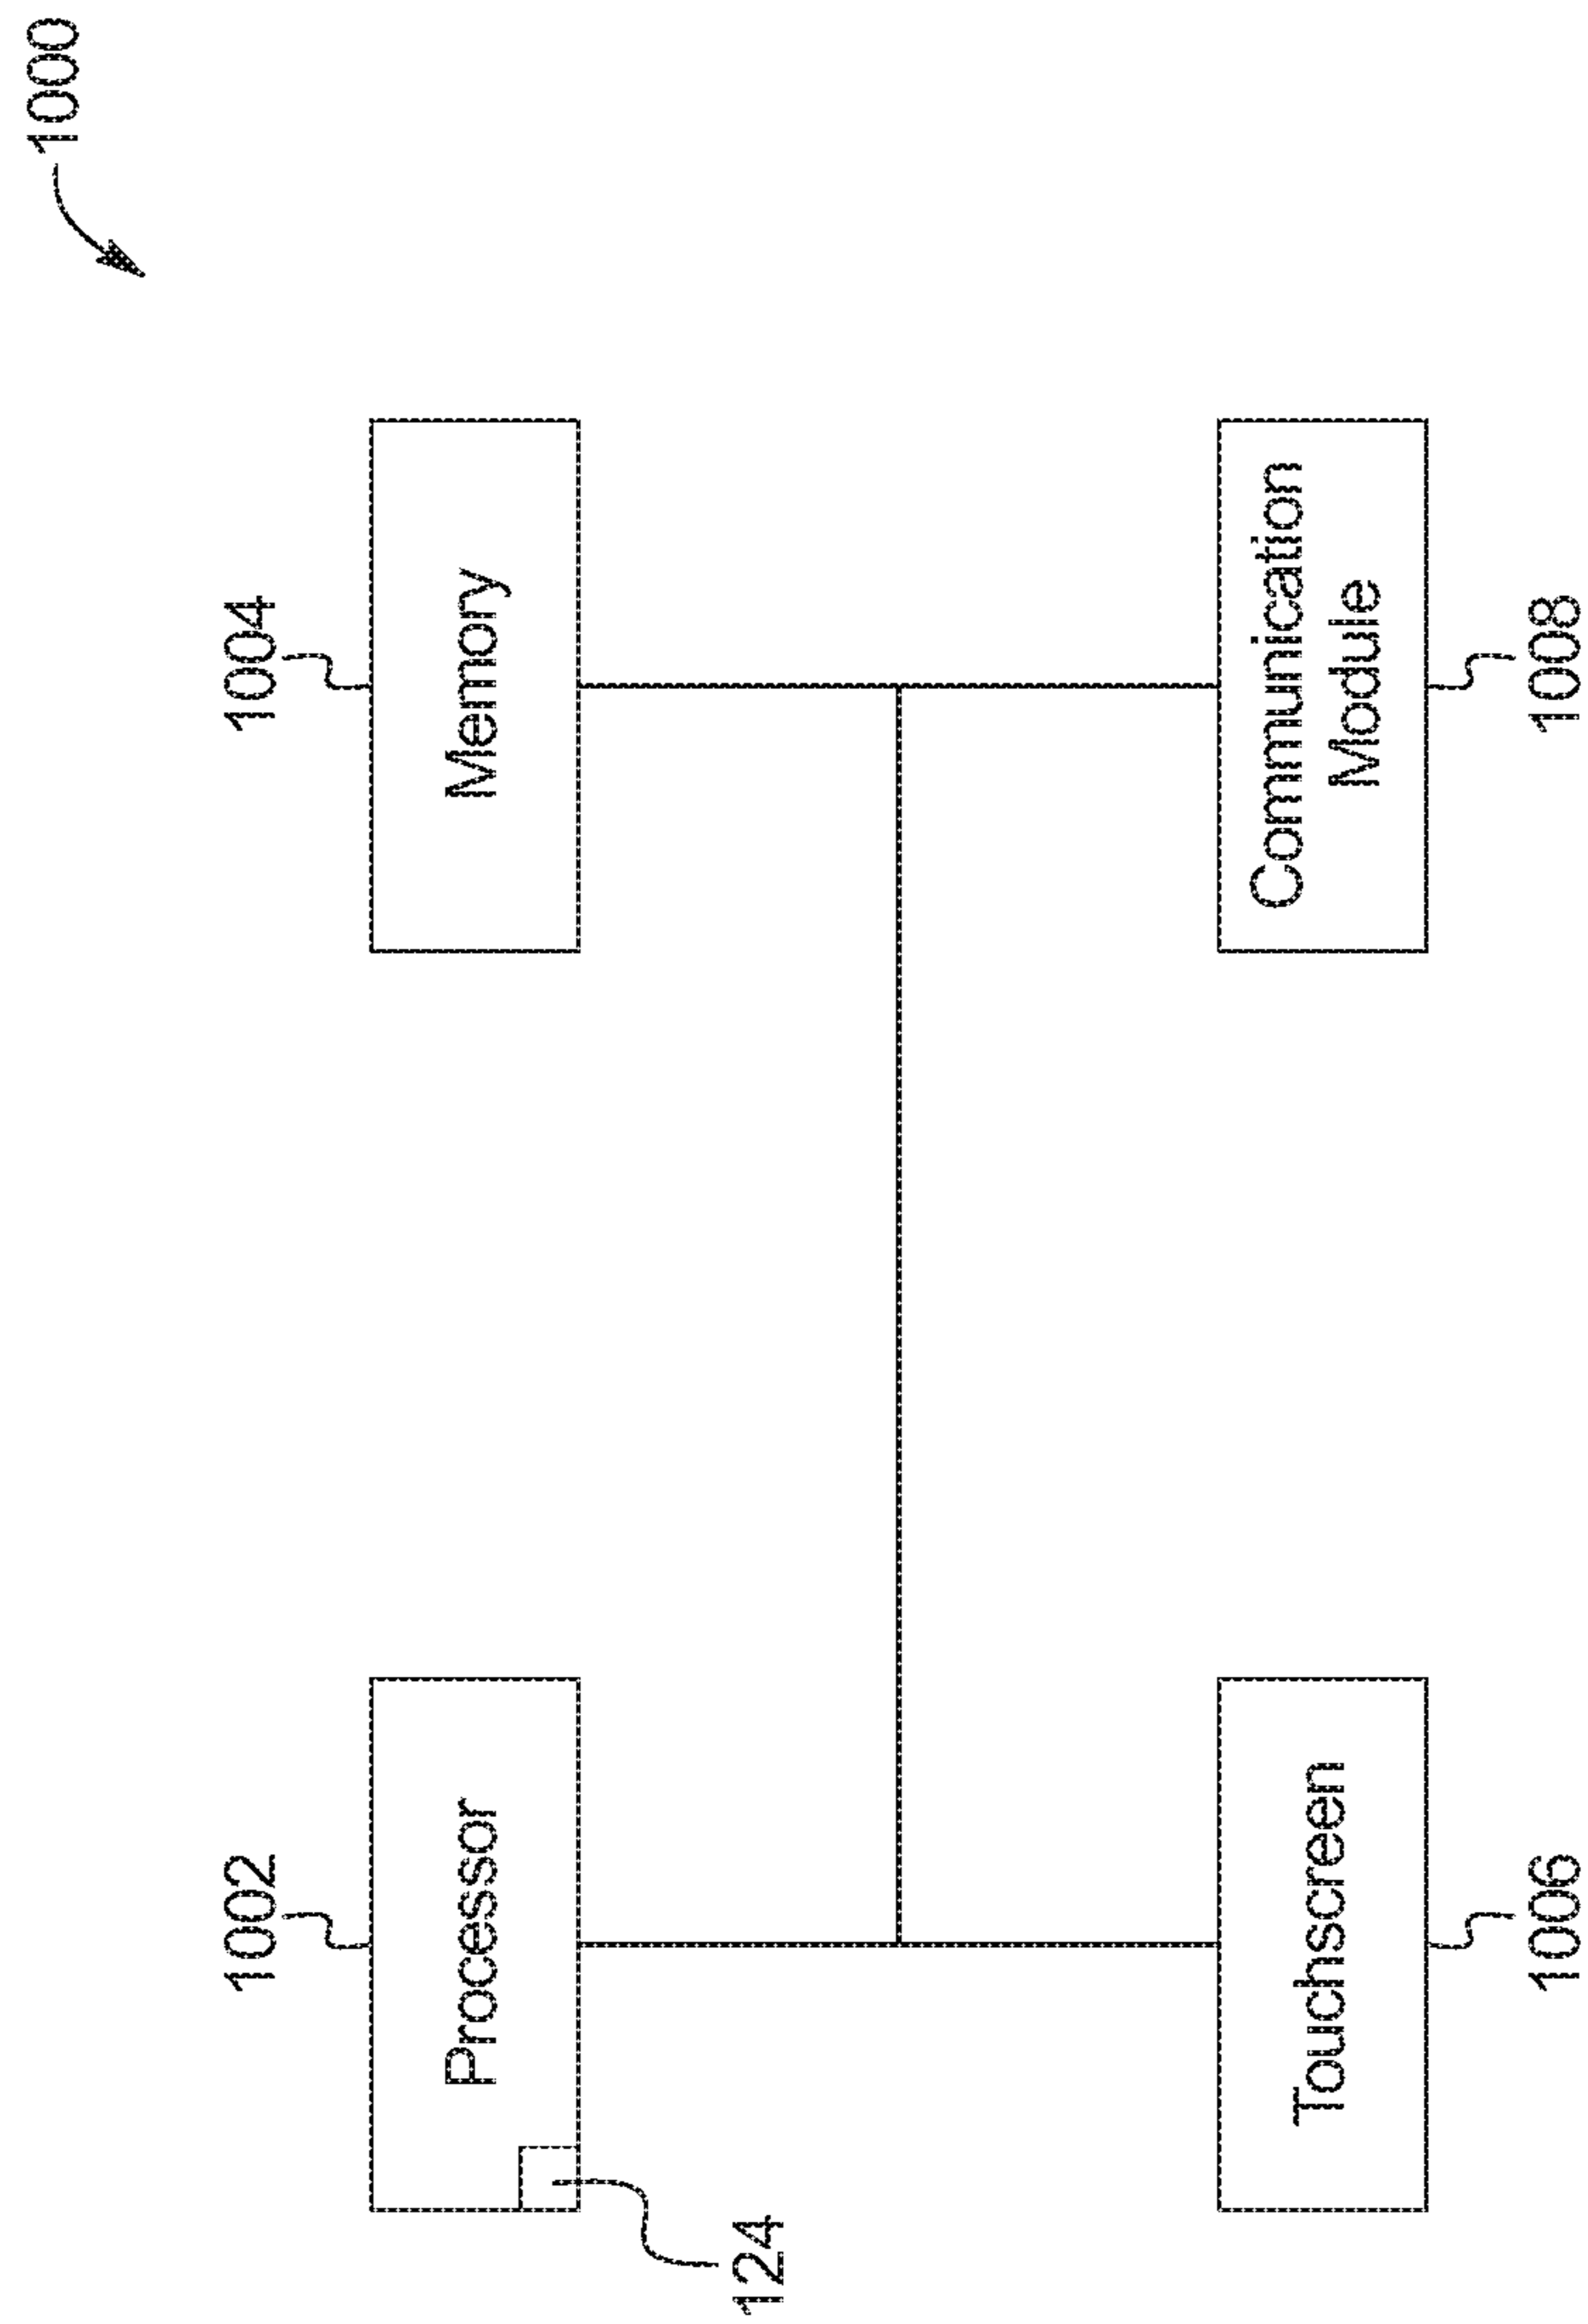 1000
1002
1004
Processor
Memory
124
Touchscreen
Communication
Module
1006
1008